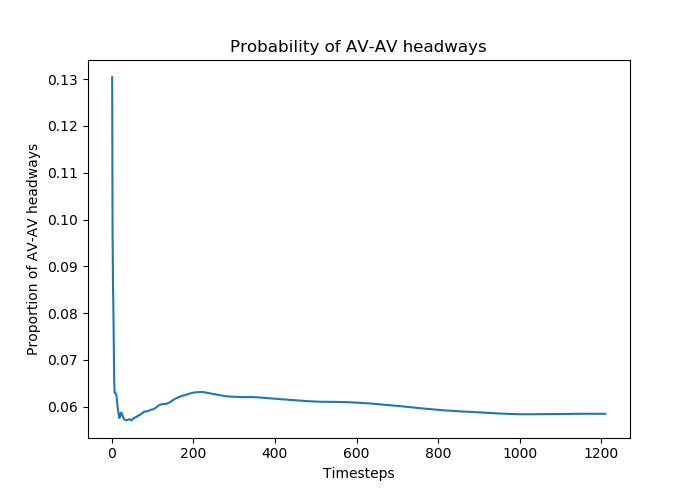 Probability of AV-AV headways
Proportion of AV-AV headways
0.13
0.12
0.11
0.10
0.09
0.08
0.07
0.06
0 200 400 600 800 1000 1200
Timesteps